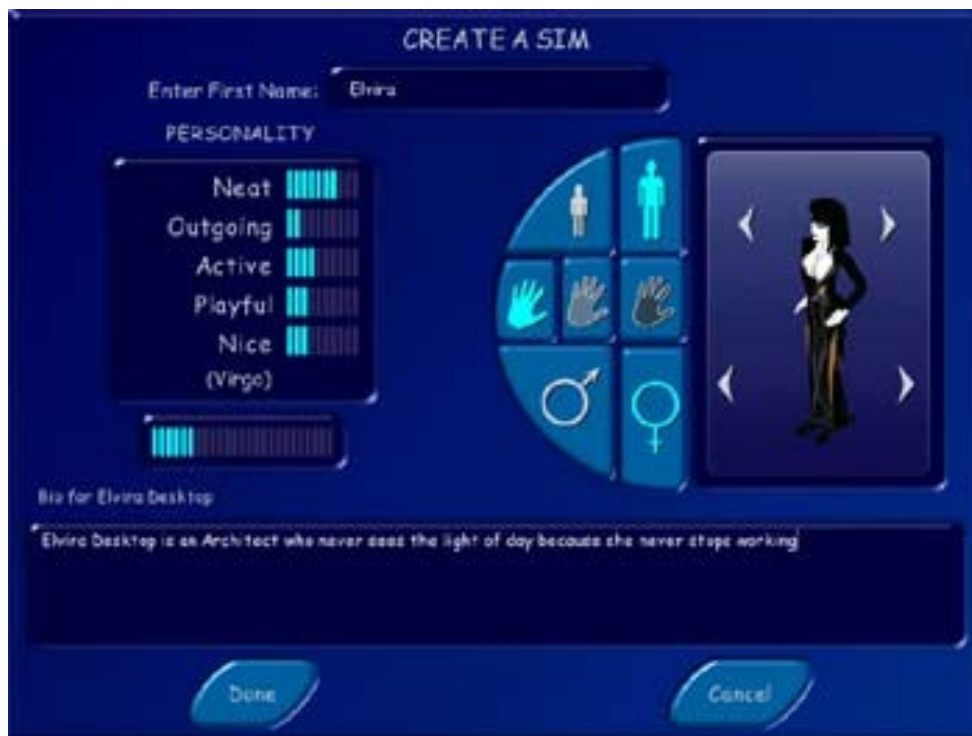 CREATE A SIM
Enter First Name: Elvira
PERSONALITY
Neat
Outgoing
Active
Playful
Nice
(Virgo)
Bio for Elvira Desktop
Elvira Desktop is an Architect who never sees the light of day because she never stops working
Done
Cancel